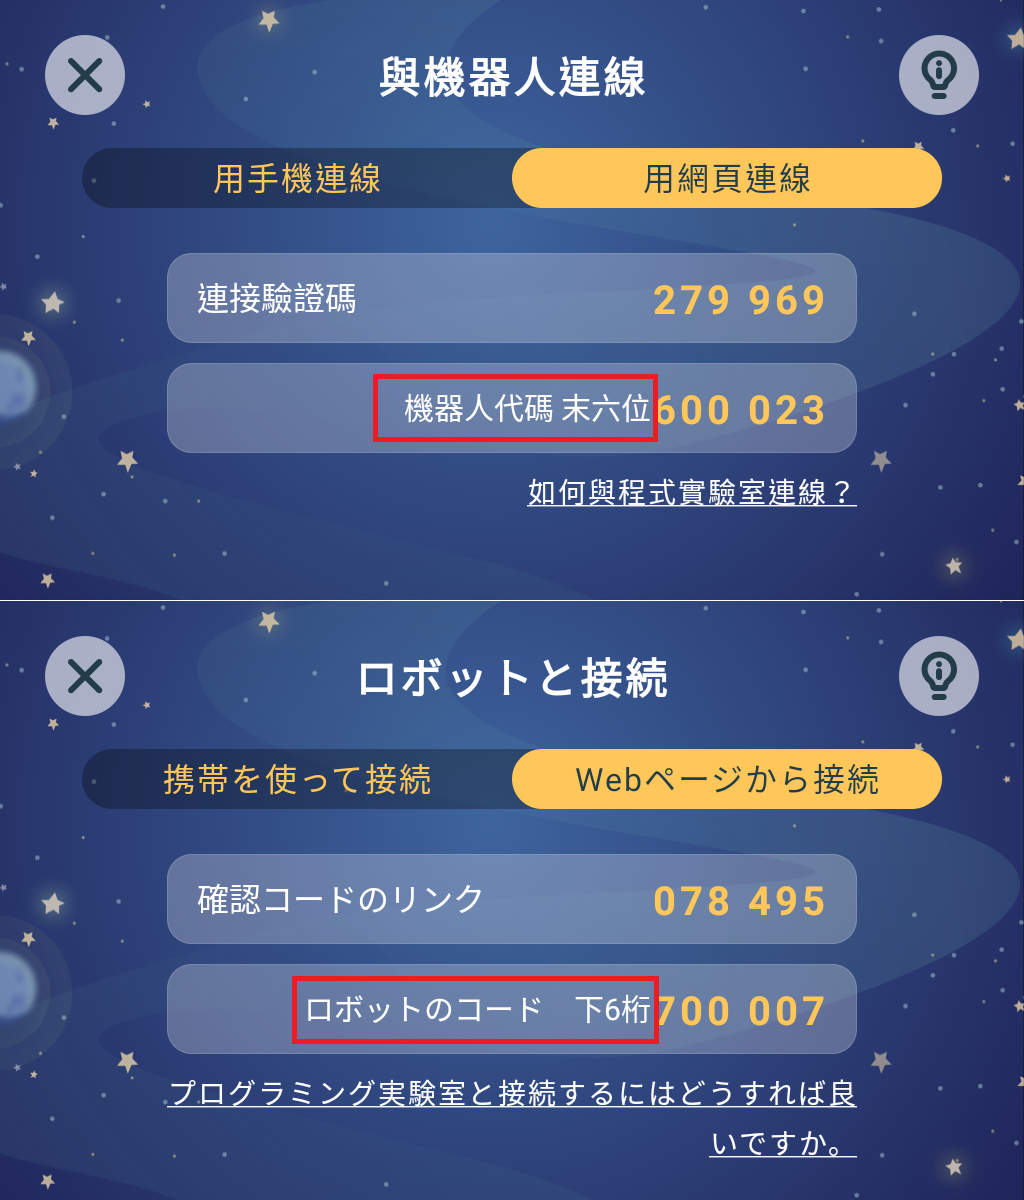 與機器人連線
用手機連線 用網頁連線
連接驗證碼 279 969
機器人代碼 末六位 600 023
如何與程式實驗室連線？
ロボットと接続
携帯を使って接続 Webページから接続
確認コードのリンク 078 495
ロボットのコード　下6桁 700 007
プログラミング実験室と接続するにはどうすれば良
いですか。